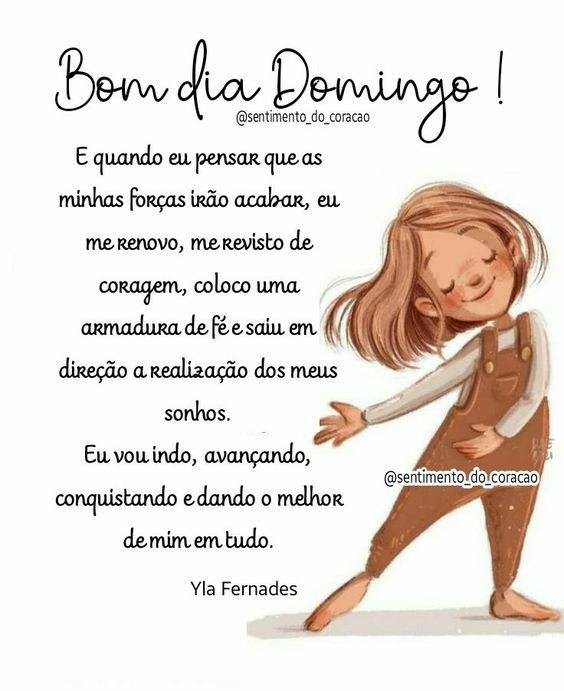 Bom dia Domingo !
@sentimento_do_coracao
E quando eu pensar que as
minhas forças irão acabar, eu
me renovo, me revisto de
coragem, coloco uma
armadura de fé e saiu em
direção a realização dos meus
sonhos.
Eu vou indo, avançando,
conquistando e dando o melhor
de mim em tudo.
@sentimento_do_coracao
Yla Fernades